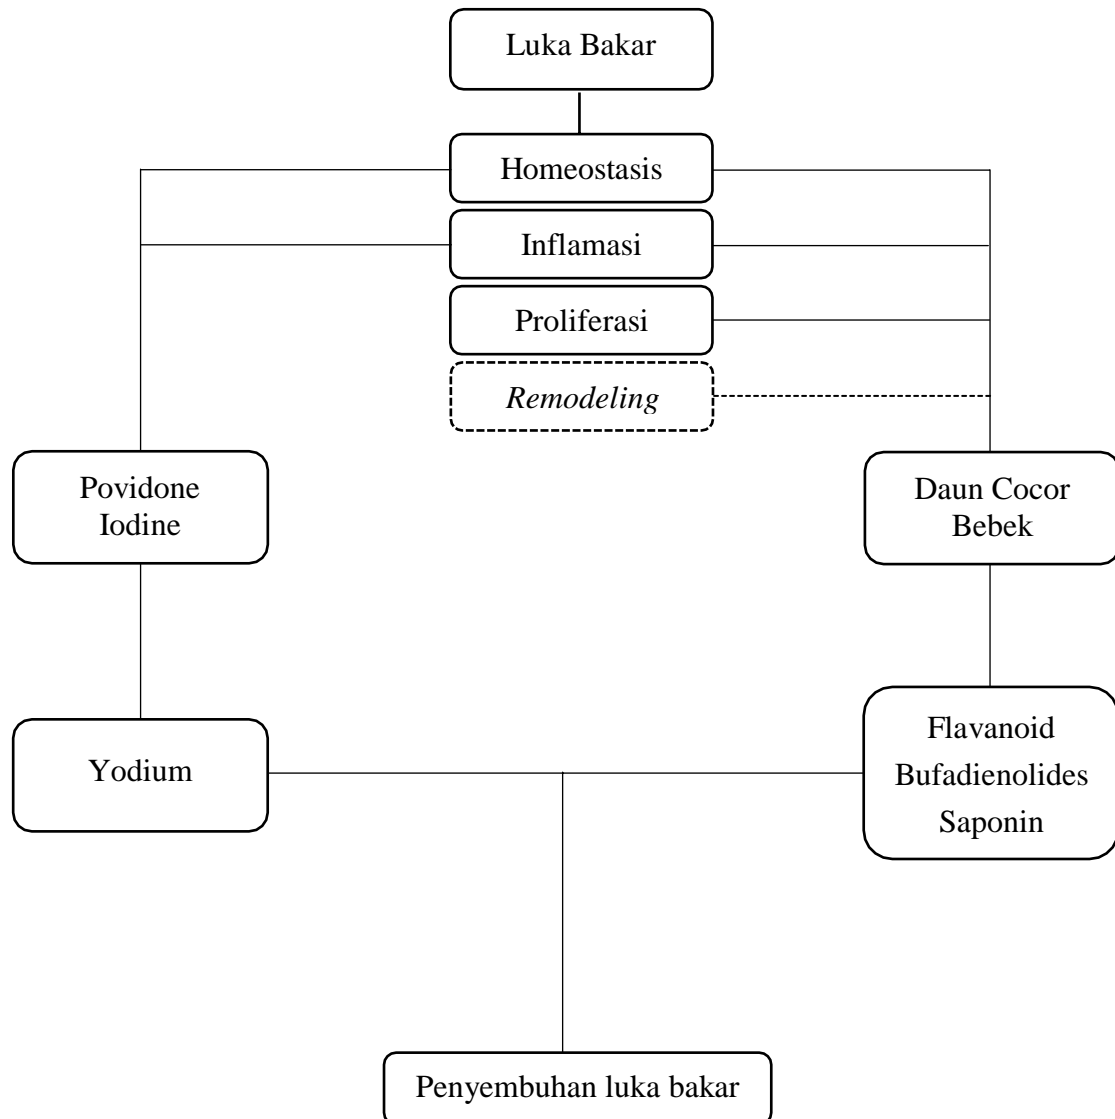 Luka Bakar
Homeostasis
Inflamasi
Proliferasi
Remodeling
Povidone
Iodine
Daun Cocor
Bebek
Yodium
Flavanoid
Bufadienolides
Saponin
Penyembuhan luka bakar